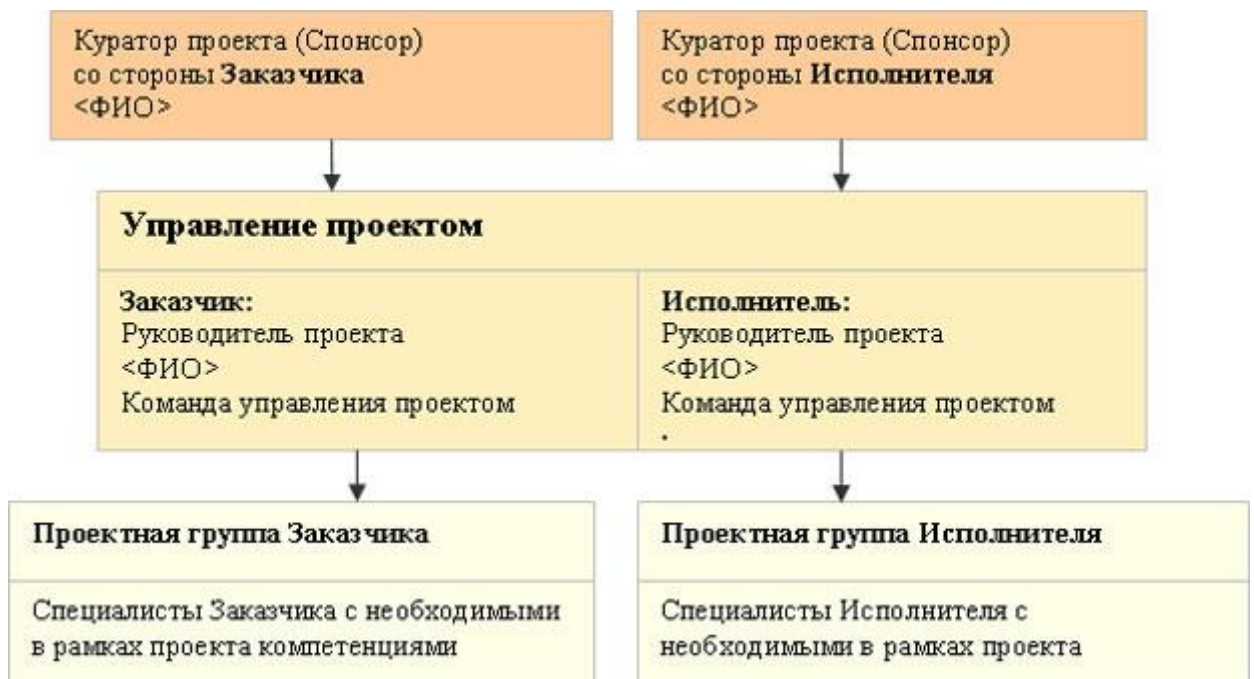 Куратор проекта (Спонсор)
со стороны Заказчика
<ФИО>
Куратор проекта (Спонсор)
со стороны Исполнителя
<ФИО>
Управление проектом
Заказчик:
Руководитель проекта
<ФИО>
Команда управления проектом
Исполнитель:
Руководитель проекта
<ФИО>
Команда управления проектом
.
Проектная группа Заказчика
Специалисты Заказчика с необходимыми
в рамках проекта компетенциями
Проектная группа Исполнителя
Специалисты Исполнителя с
необходимыми в рамках проекта